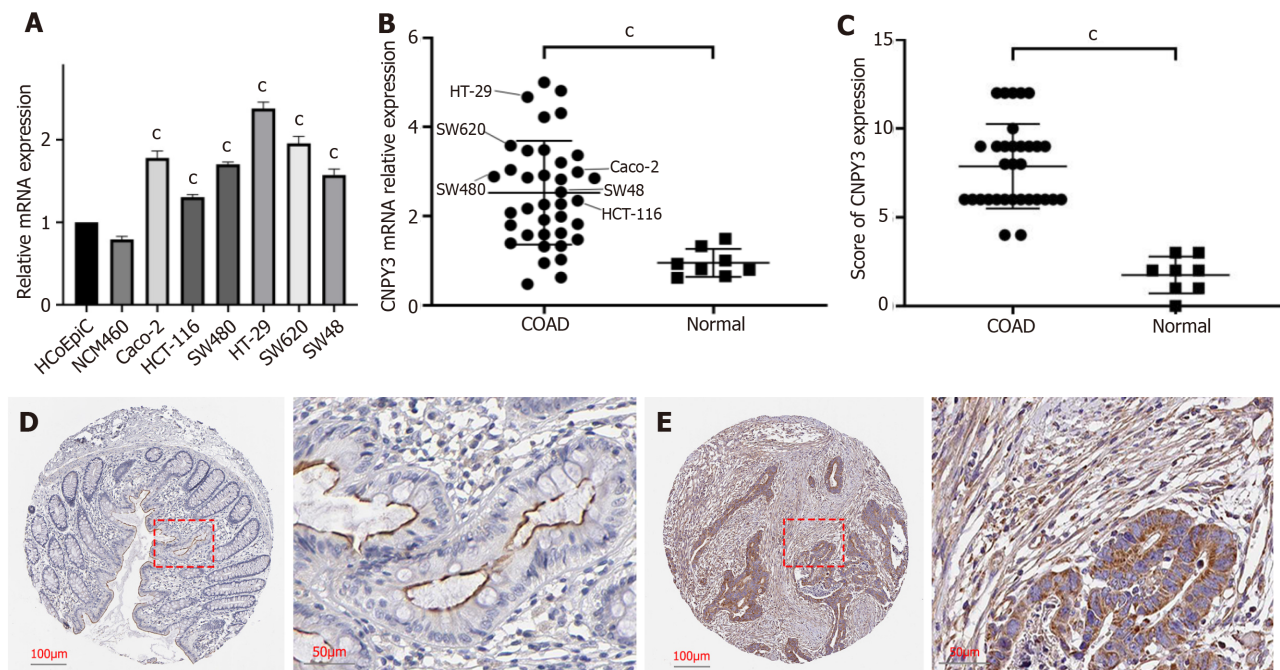 A
Relative mRNA expression
2
1
0
c
c
c
c
c
c
HCoEpiC
NCM460
Caco-2
HCT-116
SW480
HT-29
SW620
SW48
B
CNPY3 mRNA relative expression
6
4
2
0
c
HT-29
SW620
Caco-2
SW480
SW48
HCT-116
COAD
Normal
C
Score of CNPY3 expression
15
10
5
0
c
COAD
Normal
D
100μm
50μm
E
100μm
50μm